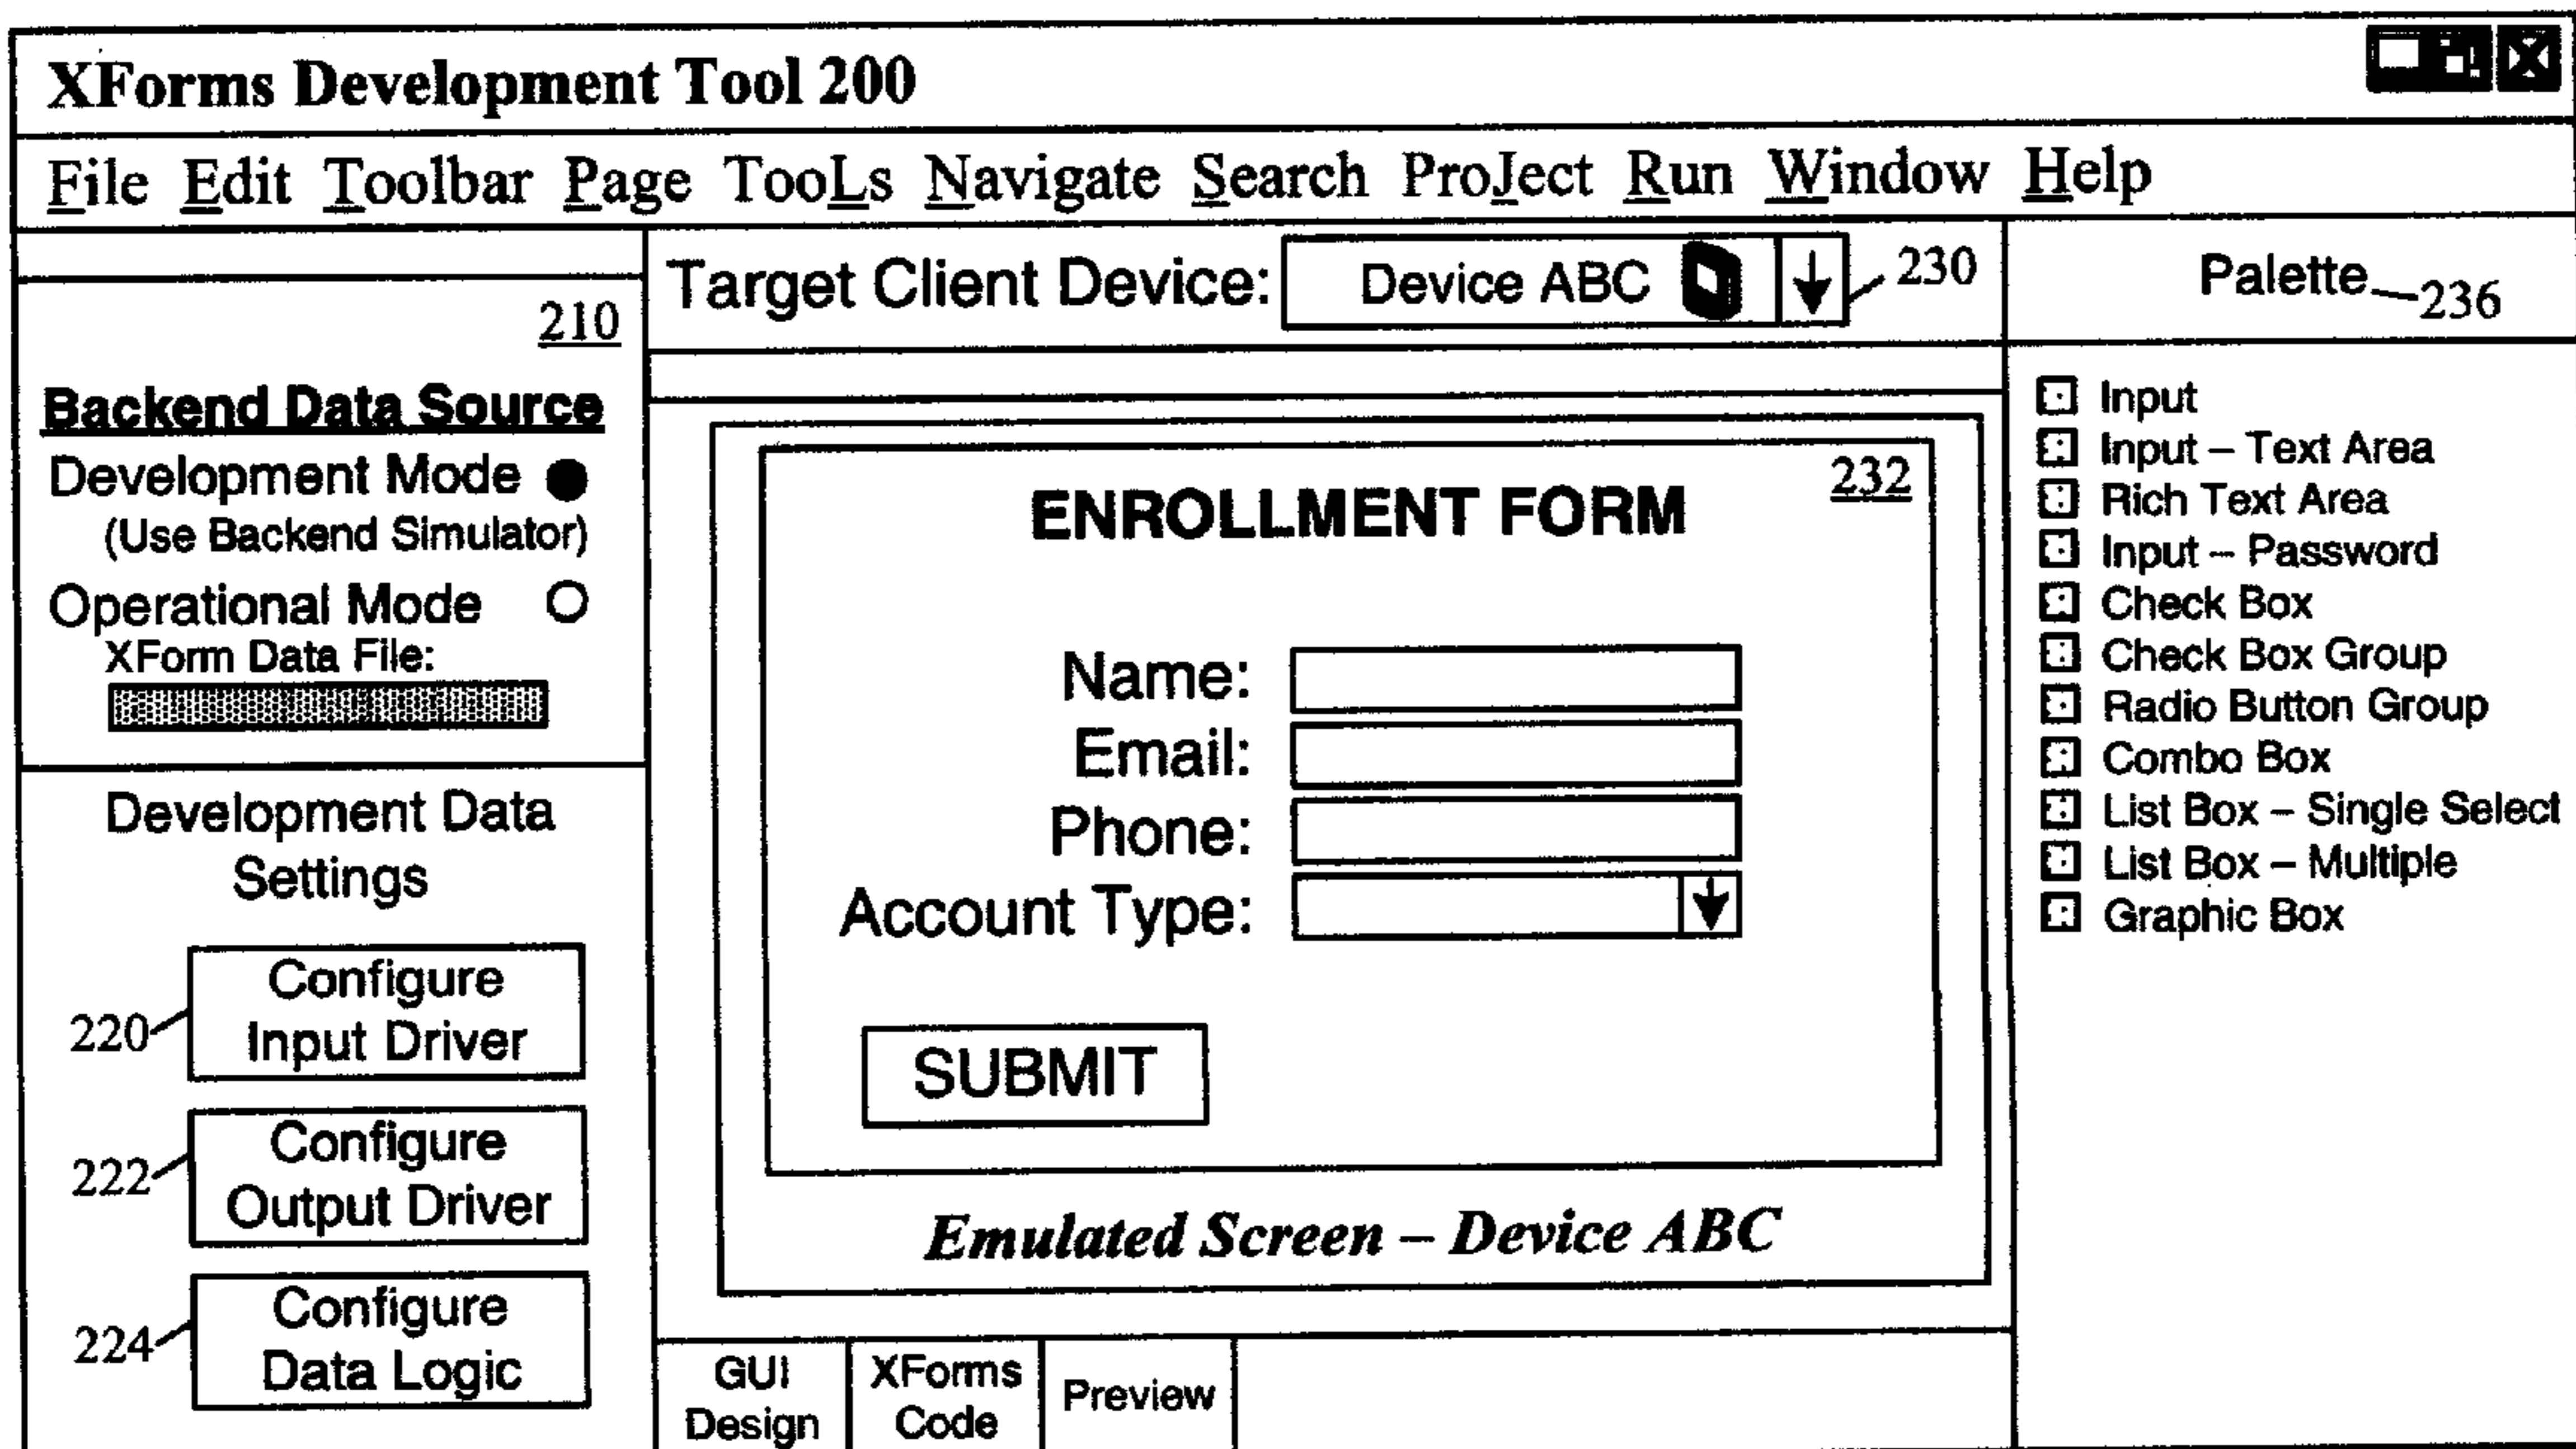 XForms Development Tool 200
File Edit Toolbar Page TooLs Navigate Search ProJect Run Window Help
210
Backend Data Source
Development Mode
(Use Backend Simulator)
Operational Mode
XForm Data File:
Development Data
Settings
220
Configure
Input Driver
222
Configure
Output Driver
224
Configure
Data Logic
Target Client Device:
Device ABC
230
232
ENROLLMENT FORM
Name:
Email:
Phone:
Account Type:
SUBMIT
Emulated Screen – Device ABC
GUI
Design
XForms
Code
Preview
Palette
236
Input
Input – Text Area
Rich Text Area
Input – Password
Check Box
Check Box Group
Radio Button Group
Combo Box
List Box – Single Select
List Box – Multiple
Graphic Box